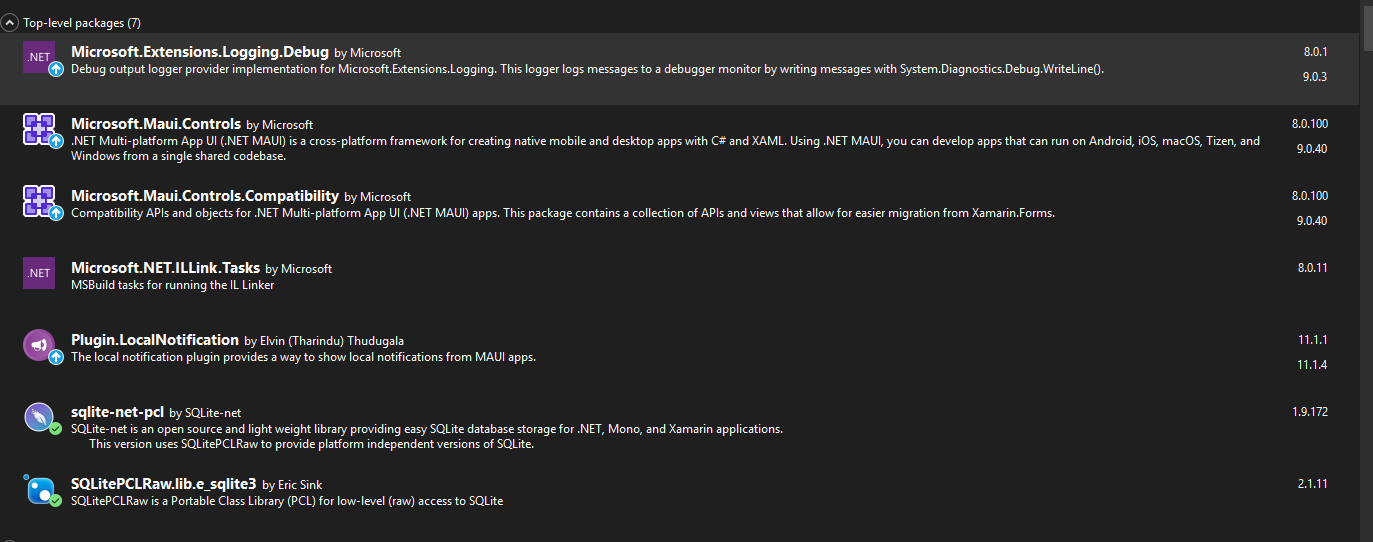 Top-level packages (7)
.NET
Microsoft.Extensions.Logging.Debug by Microsoft
8.0.1
Debug output logger provider implementation for Microsoft.Extensions.Logging. This logger logs messages to a debugger monitor by writing messages with System.Diagnostics.Debug.WriteLine().
9.0.3
Microsoft.Maui.Controls by Microsoft
8.0.100
.NET Multi-platform App UI (.NET MAUI) is a cross-platform framework for creating native mobile and desktop apps with C# and XAML. Using .NET MAUI, you can develop apps that can run on Android, iOS, macOS, Tizen, and
Windows from a single shared codebase.
9.0.40
Microsoft.Maui.Controls.Compatibility by Microsoft
8.0.100
Compatibility APIs and objects for .NET Multi-platform App UI (.NET MAUI) apps. This package contains a collection of APIs and views that allow for easier migration from Xamarin.Forms.
9.0.40
.NET
Microsoft.NET.ILLink.Tasks by Microsoft
8.0.11
MSBuild tasks for running the IL Linker
Plugin.LocalNotification by Elvin (Tharindu) Thudugala
11.1.1
The local notification plugin provides a way to show local notifications from MAUI apps.
11.1.4
sqlite-net-pcl by SQLite-net
1.9.172
SQLite-net is an open source and light weight library providing easy SQLite database storage for .NET, Mono, and Xamarin applications.
This version uses SQLitePCLRaw to provide platform independent versions of SQLite.
SQLitePCLRaw.lib.e_sqlite3 by Eric Sink
2.1.11
SQLitePCLRaw is a Portable Class Library (PCL) for low-level (raw) access to SQLite